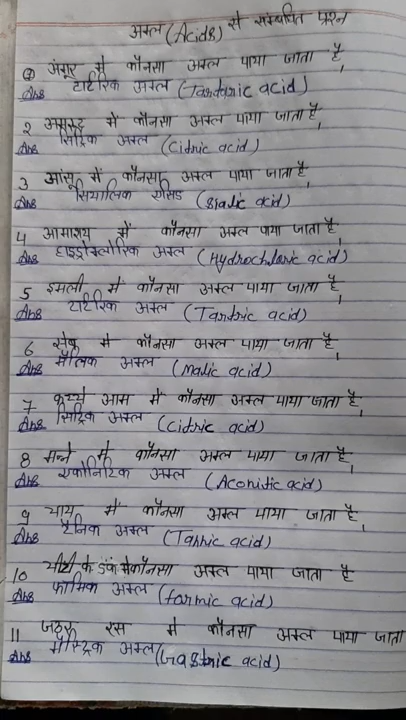 अम्ल (Acids) से संबंधित प्रश्न
① अंगूर में कौनसा अम्ल पाया जाता है,
Ans टार्टरिक अम्ल (Tartaric acid)
2 अमरुद में कौनसा अम्ल पाया जाता है,
Ans सिट्रिक अम्ल (Citric acid)
3 आंसू में कौनसा अम्ल पाया जाता है,
Ans सियालिक एसिड (Sialic acid)
4 आमाशय में कौनसा अम्ल पाया जाता है,
Ans हाइड्रोक्लोरिक अम्ल (Hydrochloric acid)
5 इमली में कौनसा अम्ल पाया जाता है,
Ans टार्टरिक अम्ल (Tartric acid)
6 सेब में कौनसा अम्ल पाया जाता है,
Ans मैलिक अम्ल (Malic acid)
7 कच्चे आम में कौनसा अम्ल पाया जाता है,
Ans सिट्रिक अम्ल (Citric acid)
8 गन्ने में कौनसा अम्ल पाया जाता है,
Ans एकोनिटिक अम्ल (Aconitic acid)
9 चाय में कौनसा अम्ल पाया जाता है,
Ans टैनिक अम्ल (Tannic acid)
10 चींटी के डंक में कौनसा अम्ल पाया जाता है
Ans फॉर्मिक अम्ल (formic acid)
11 जठर रस में कौनसा अम्ल पाया जाता
Ans गैस्ट्रिक अम्ल (Gastric acid)